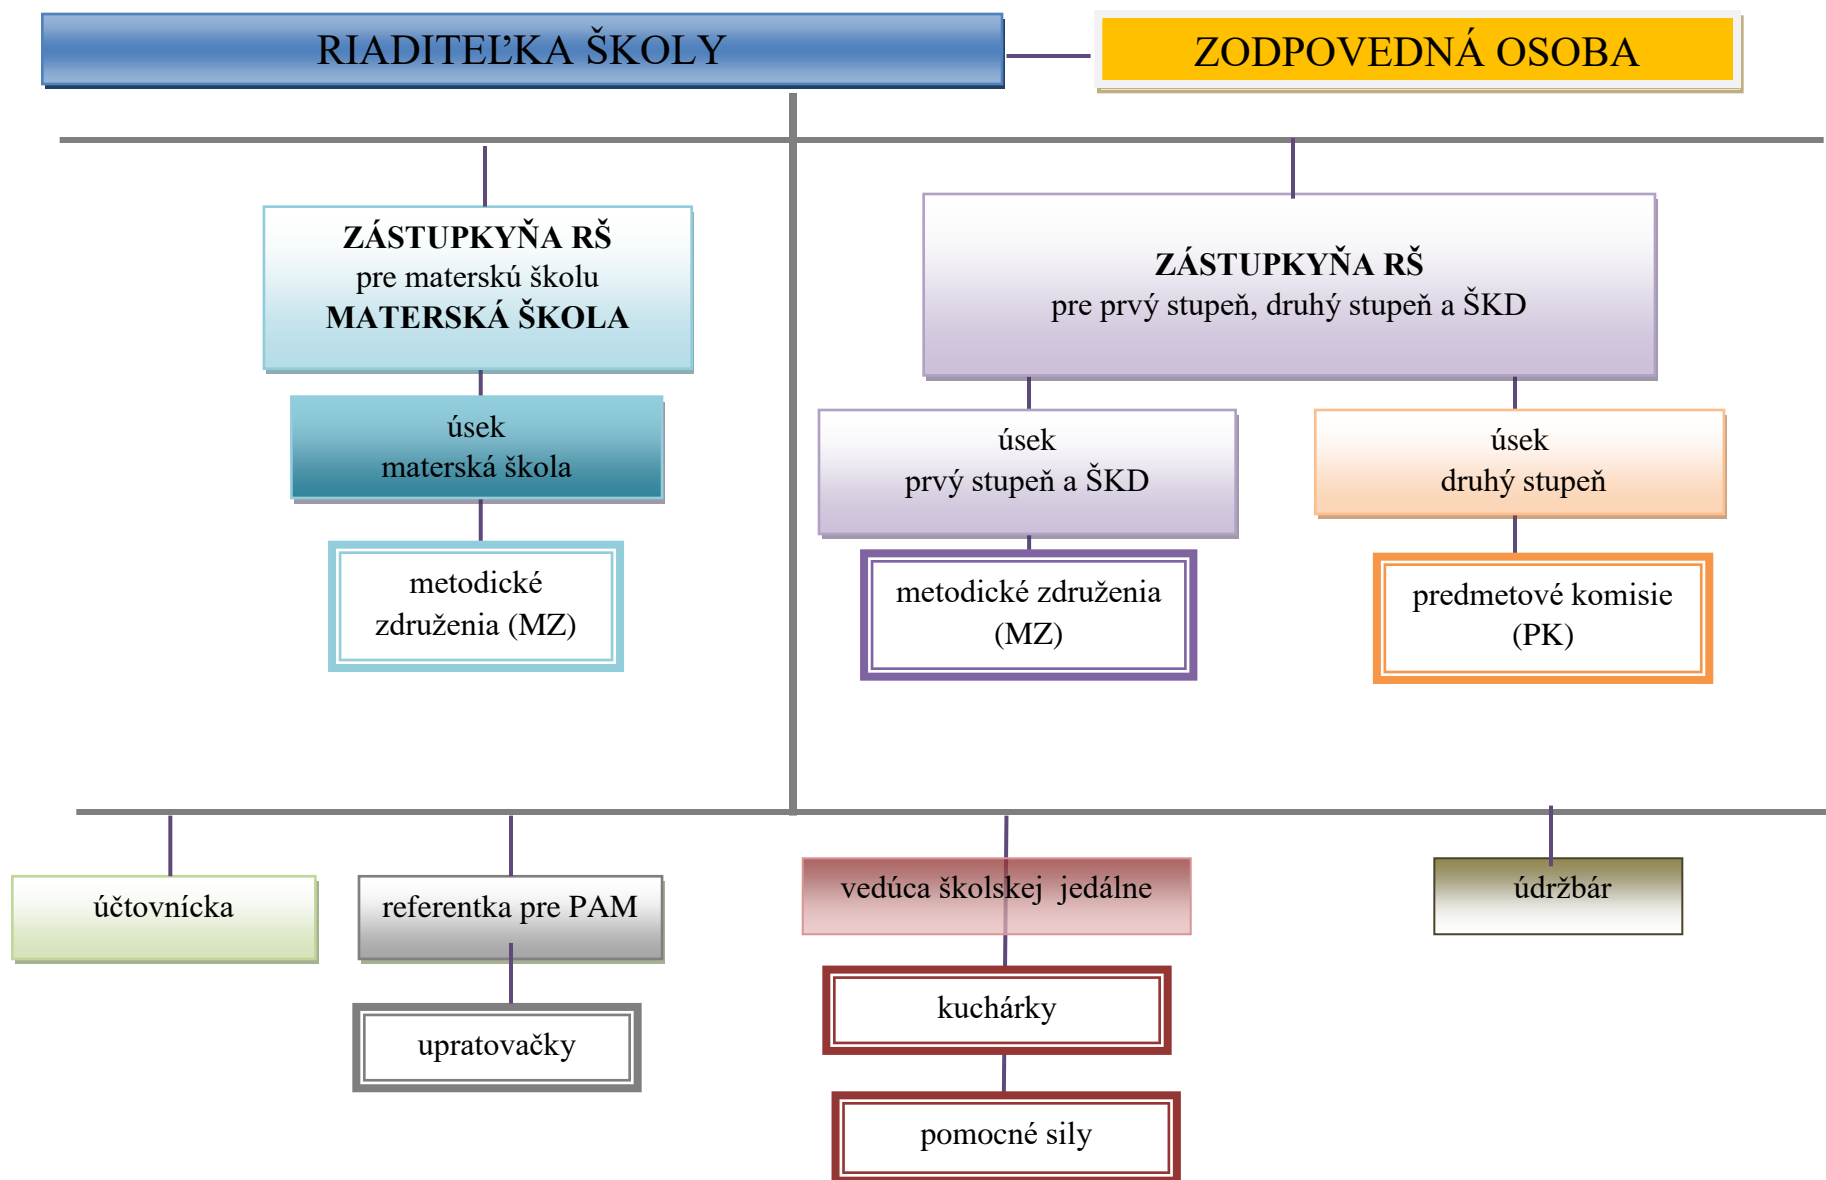 RIADITEĽKA ŠKOLY
ZODPOVEDNÁ OSOBA
ZÁSTUPKYŇA RŠ
pre materskú školu
MATERSKÁ ŠKOLA
ZÁSTUPKYŇA RŠ
pre prvý stupeň, druhý stupeň a ŠKD
úsek
materská škola
úsek
prvý stupeň a ŠKD
úsek
druhý stupeň
metodické
združenia (MZ)
metodické združenia
(MZ)
predmetové komisie
(PK)
účtovnícka
referentka pre PAM
vedúca školskej  jedálne
údržbár
upratovačky
kuchárky
pomocné sily